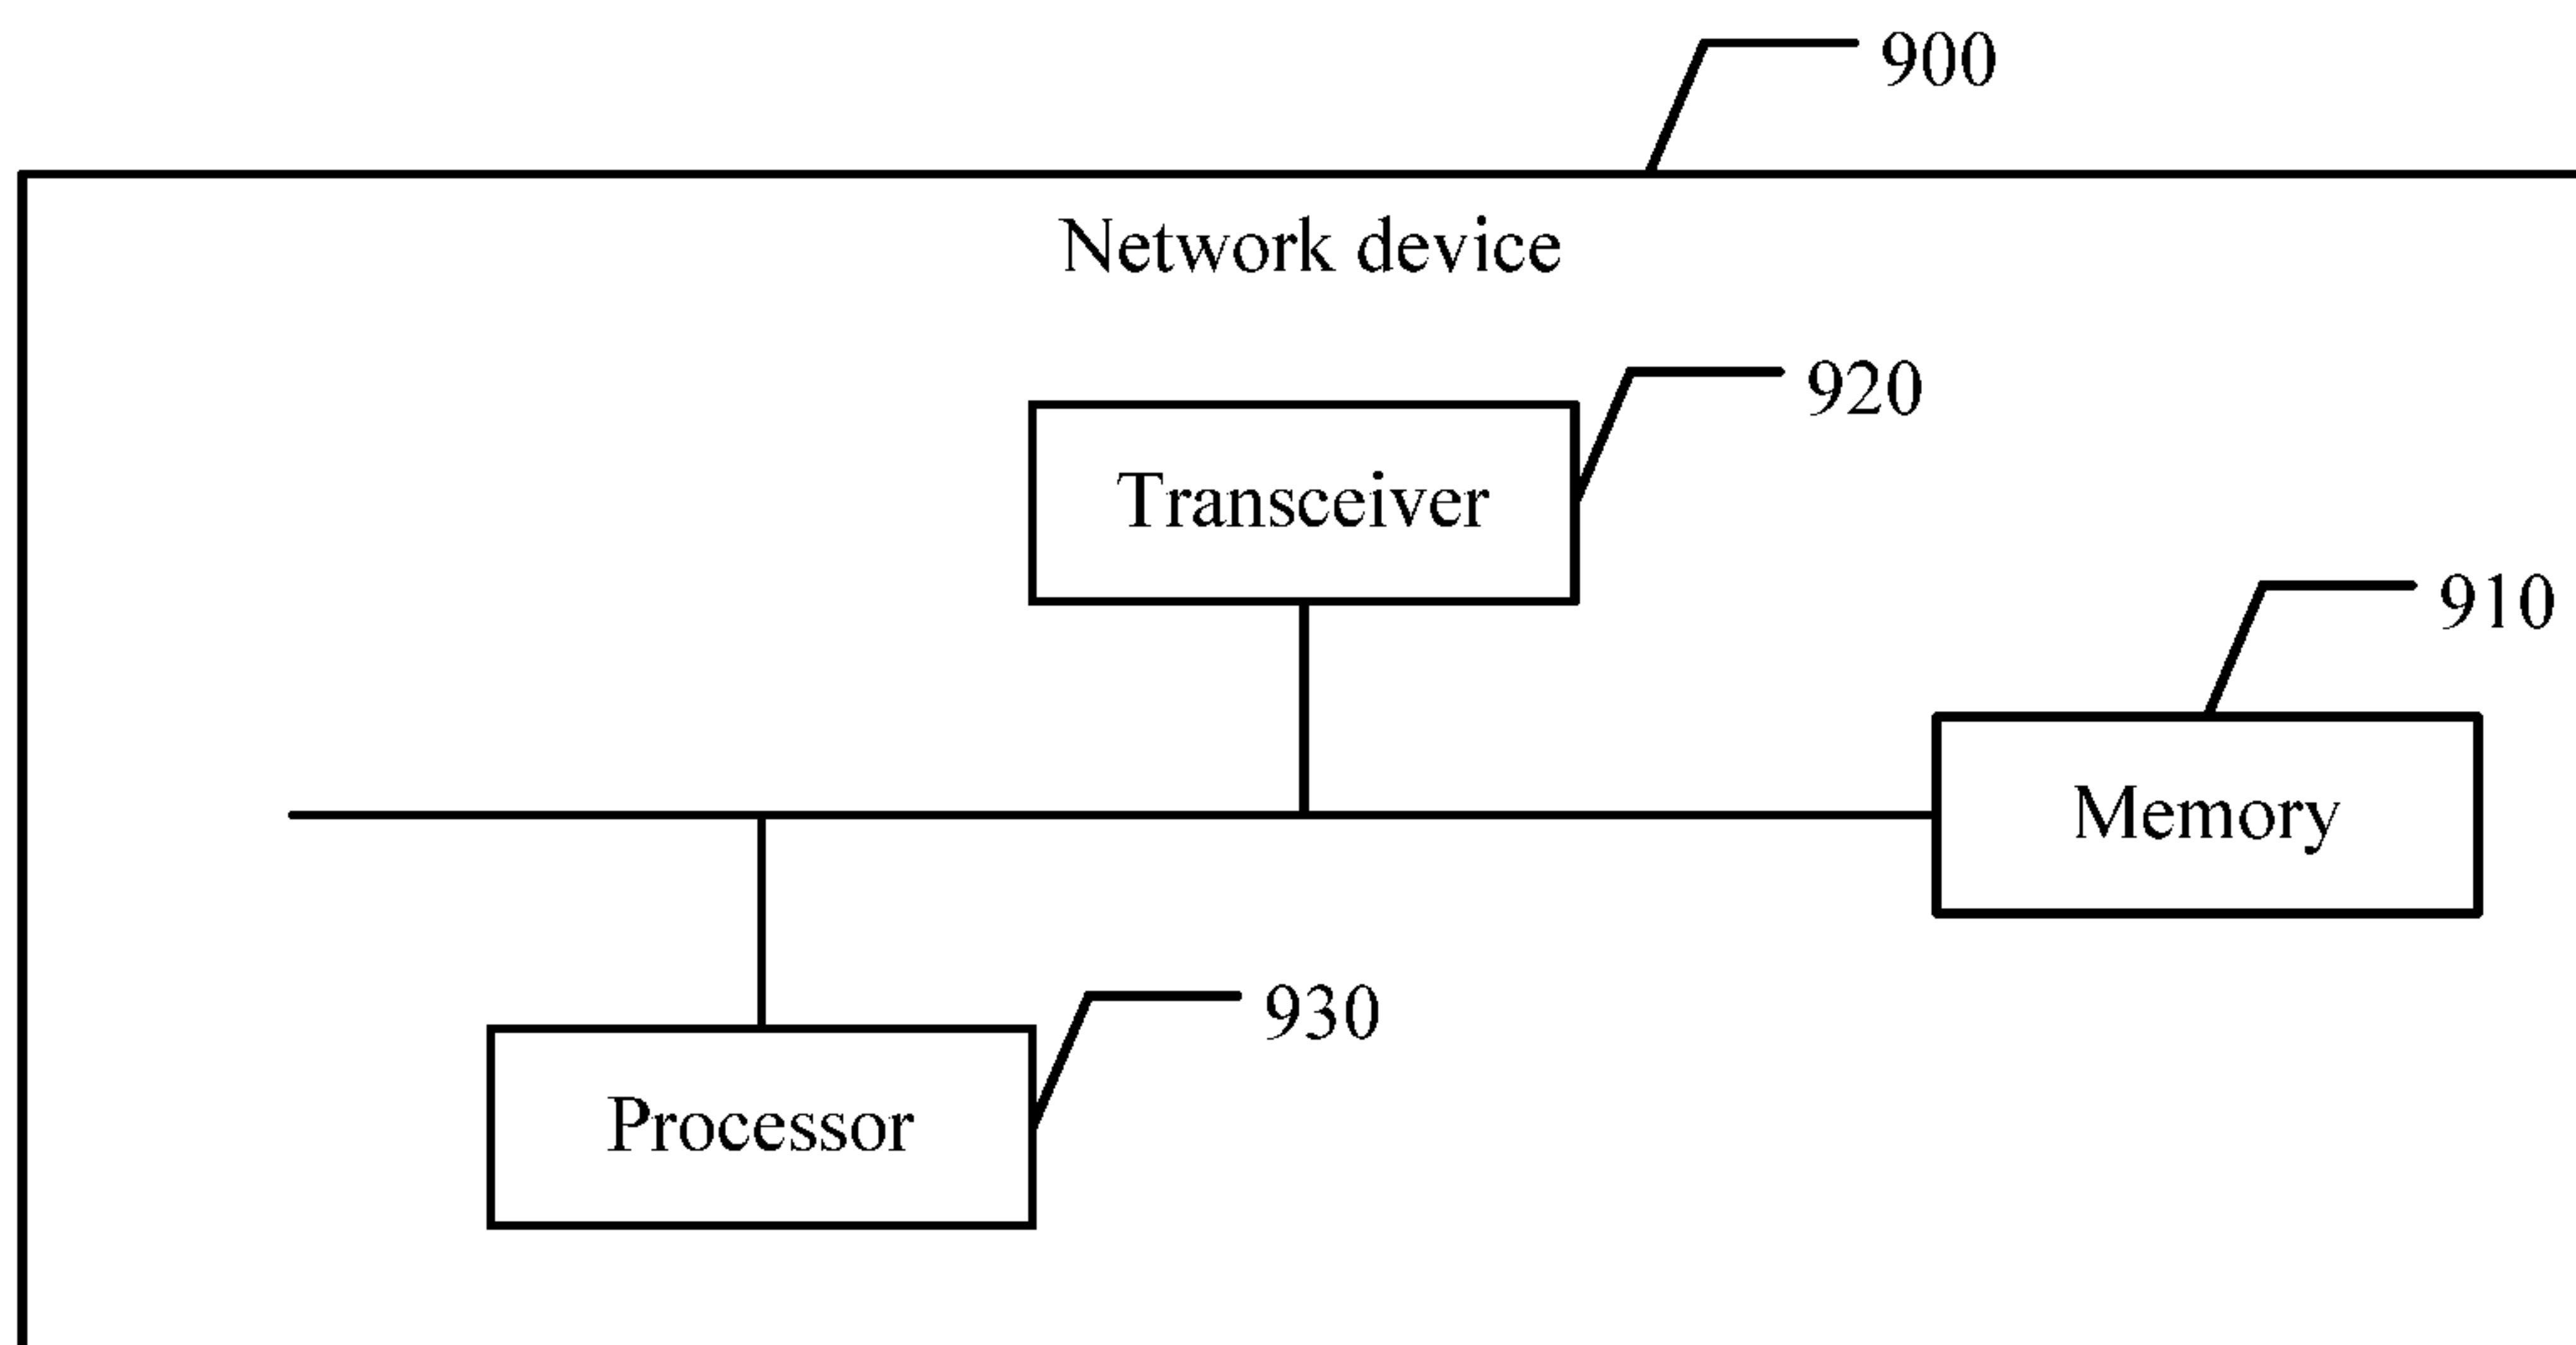 900
Network device
920
Transceiver
910
Memory
930
Processor